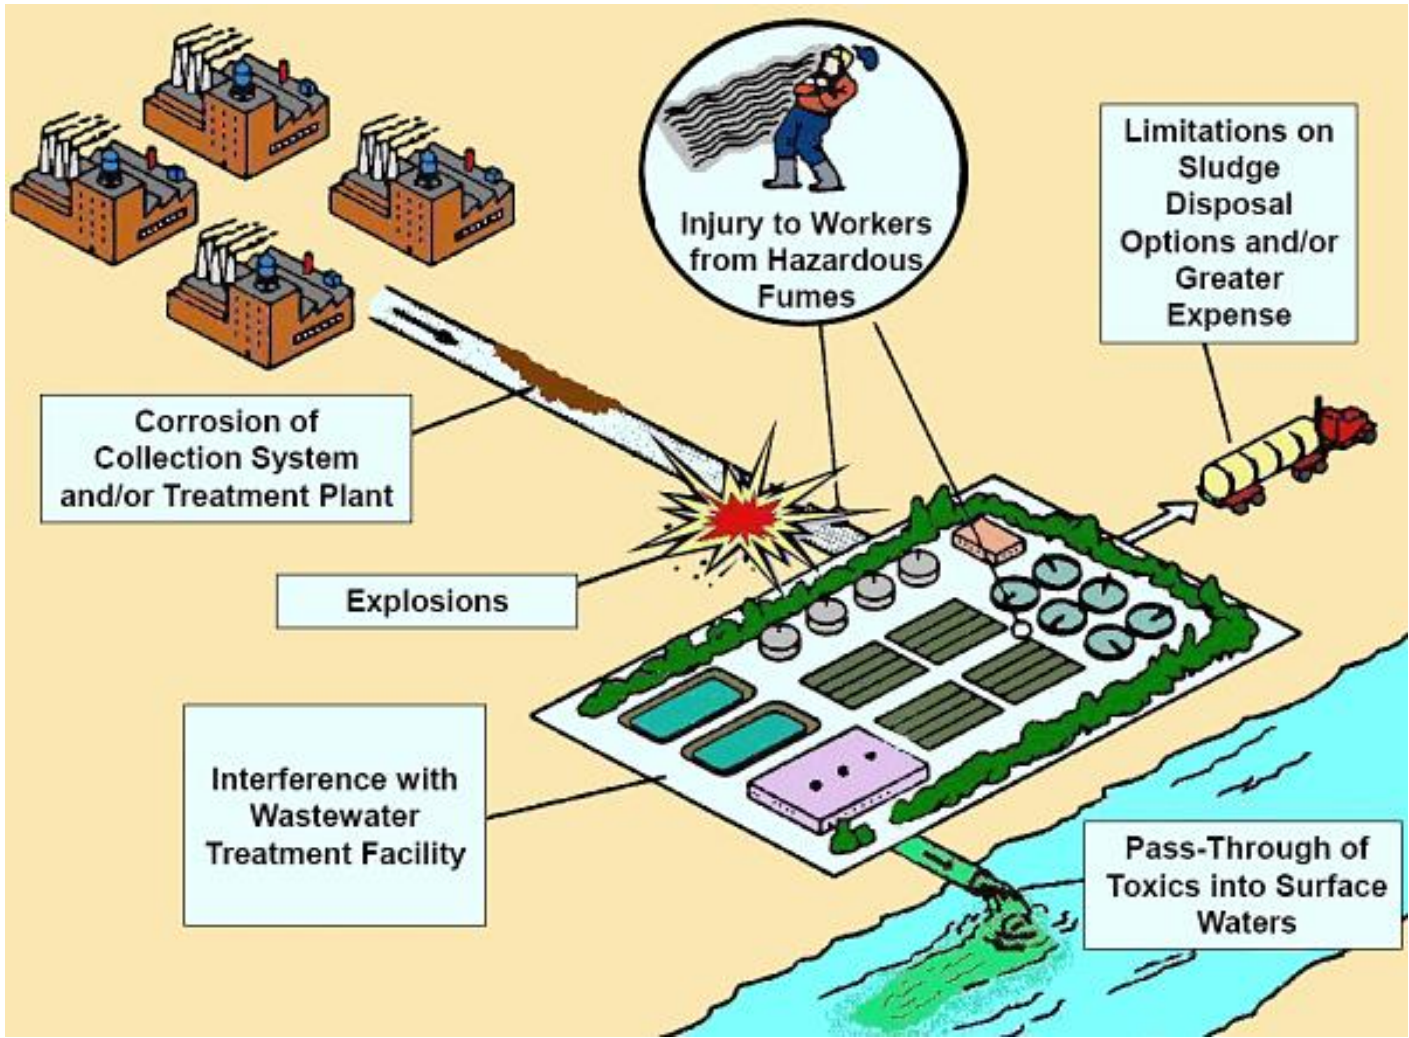 Injury to Workers
from Hazardous
Fumes
Limitations on
Sludge
Disposal
Options and/or
Greater
Expense
Corrosion of
Collection System
and/or Treatment Plant
Explosions
Interference with
Wastewater
Treatment Facility
Pass-Through of
Toxics into Surface
Waters